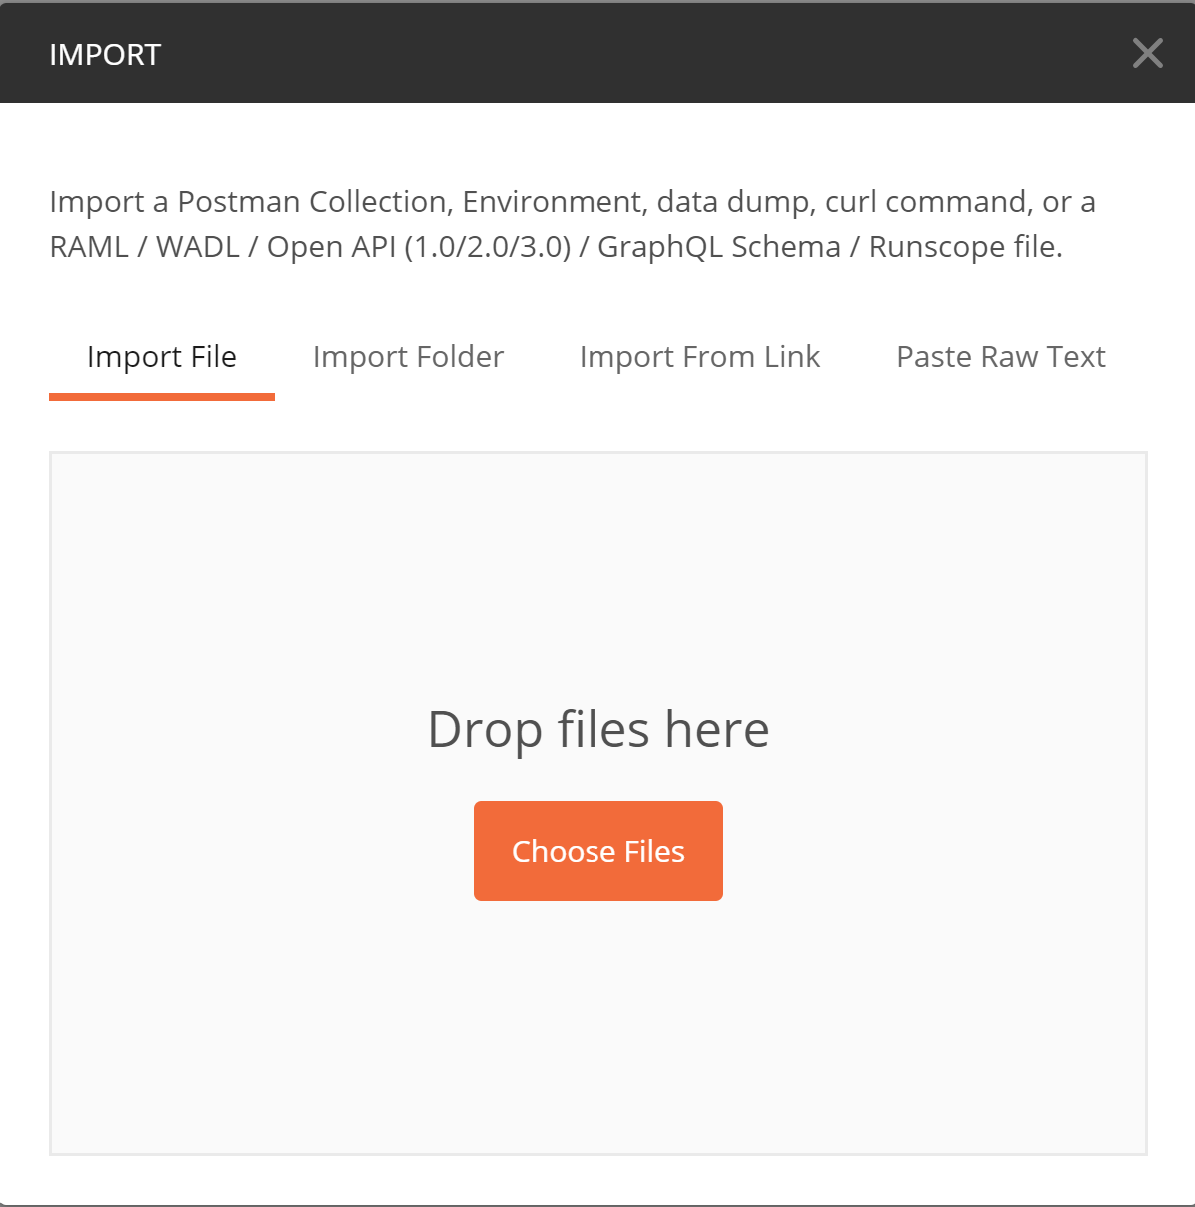 IMPORT
Import a Postman Collection, Environment, data dump, curl command, or a
RAML / WADL / Open API (1.0/2.0/3.0) / GraphQL Schema / Runscope file.
Import File
Import Folder
Import From Link
Paste Raw Text
Drop files here
Choose Files